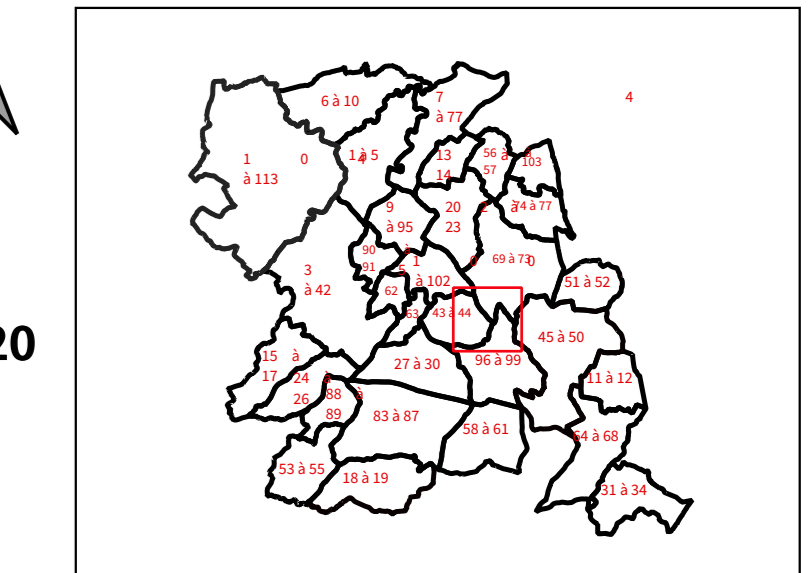 4
7
à 77
6 à 10
1 à 5
4
1
0
à 113
13
14
56 à
57
à
103
9
à 95
20
23
2
à
74 à 77
90
91
à
5
1
à 102
0
69 à 73
0
3
à 42
62
51 à 52
63
43 à 44
45 à 50
20
15 à
17
24 à
26
27 à 30
96 à 99
11 à 12
88 à
89
83 à 87
58 à 61
64 à 68
53 à 55
18 à 19
31 à 34